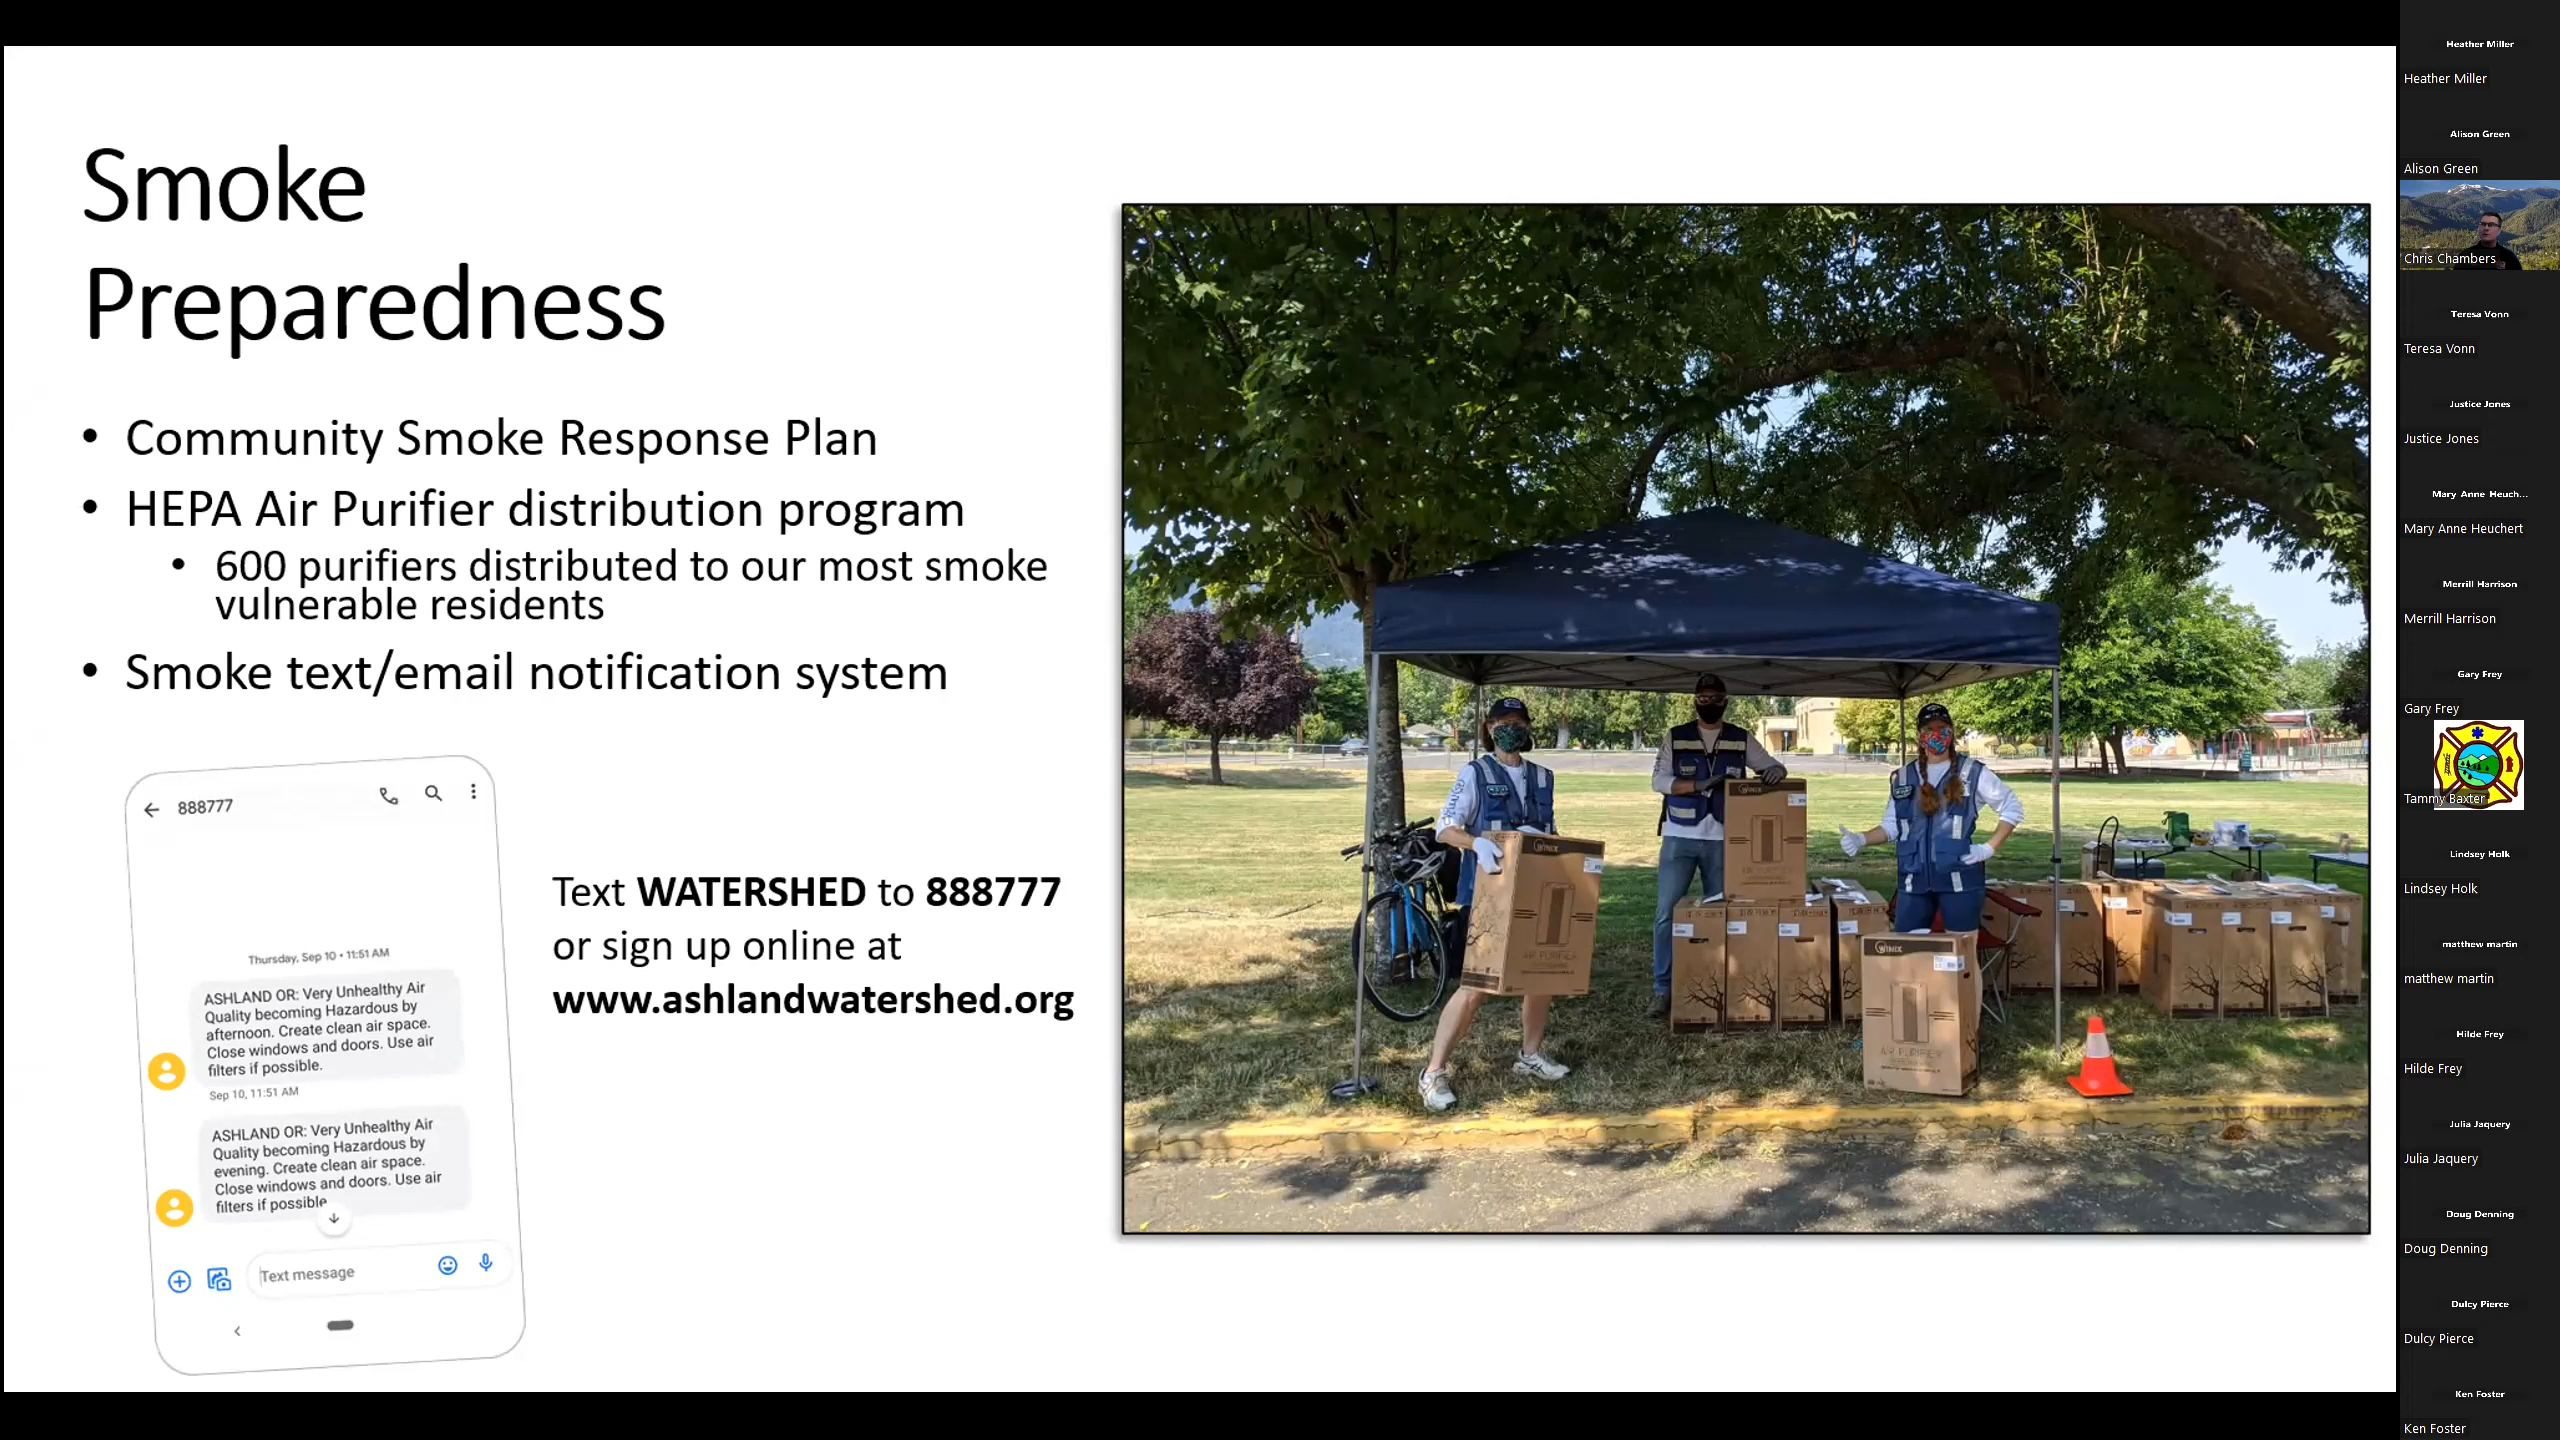 Smoke
Preparedness
• Community Smoke Response Plan
• HEPA Air Purifier distribution program
• 600 purifiers distributed to our most smoke
vulnerable residents
• Smoke text/email notification system
888777
Thursday, Sep 10 • 11:51 AM
ASHLAND OR: Very Unhealthy Air
Quality becoming Hazardous by
afternoon. Create clean air space.
Close windows and doors. Use air
filters if possible.
Sep 10, 11:51 AM
ASHLAND OR: Very Unhealthy Air
Quality becoming Hazardous by
evening. Create clean air space.
Close windows and doors. Use air
filters if possible
Text message
Text WATERSHED to 888777
or sign up online at
www.ashlandwatershed.org
WINIX
AIR PURIFIER
WINIX
WINIX
AIR PURIFIER
Heather Miller
Heather Miller
Alison Green
Alison Green
Chris Chambers
Teresa Vonn
Teresa Vonn
Justice Jones
Justice Jones
Mary Anne Heuch...
Mary Anne Heuchert
Merrill Harrison
Merrill Harrison
Gary Frey
Gary Frey
Tammy Baxter
Lindsey Holk
Lindsey Holk
matthew martin
matthew martin
Hilde Frey
Hilde Frey
Julia Jaquery
Julia Jaquery
Doug Denning
Doug Denning
Dulcy Pierce
Dulcy Pierce
Ken Foster
Ken Foster